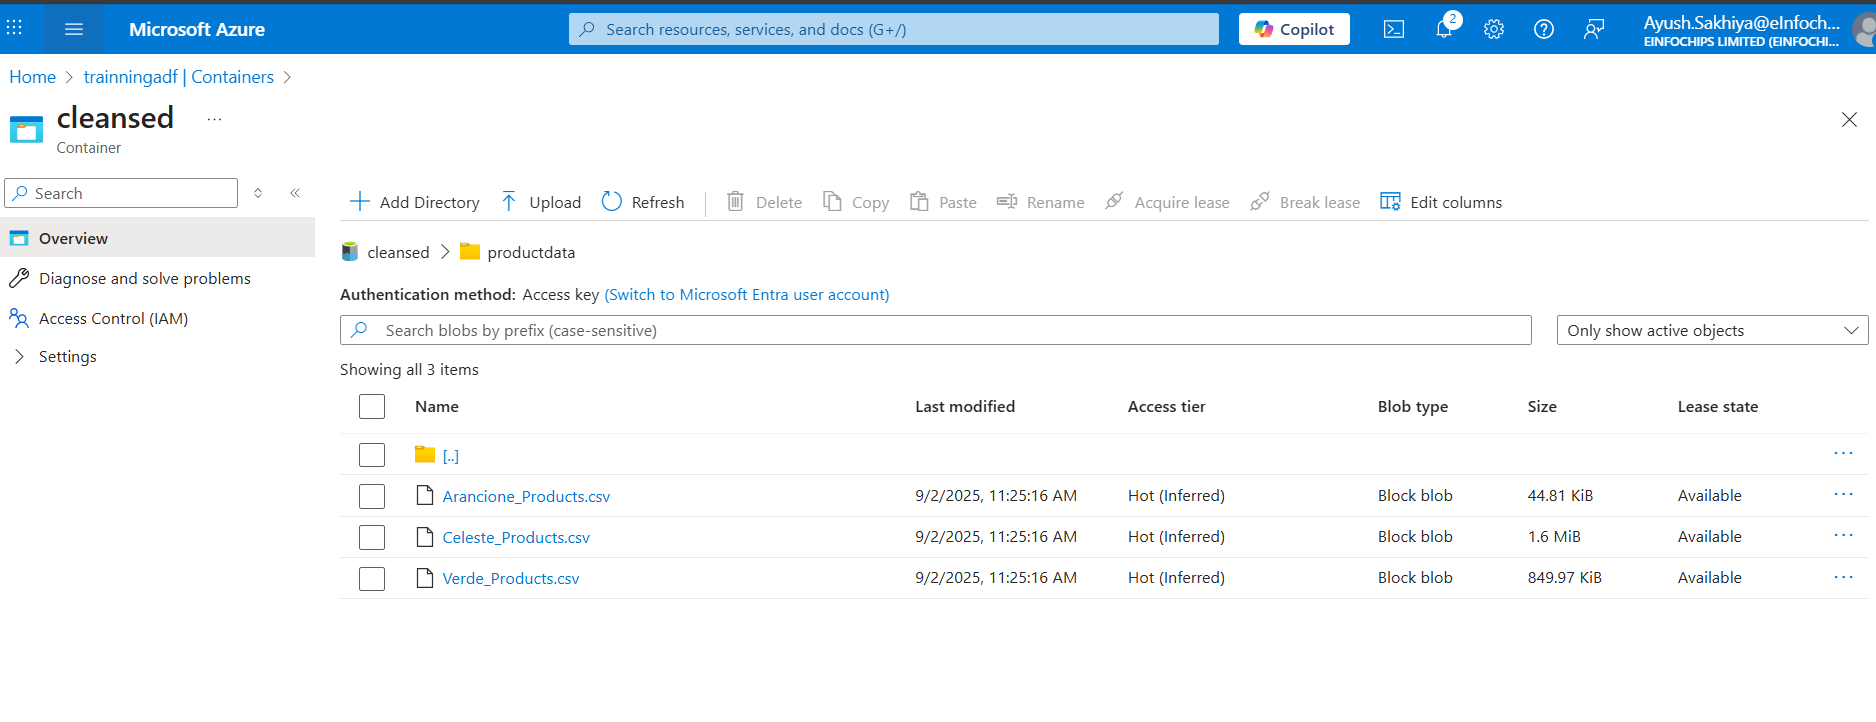 Microsoft Azure
Search resources, services, and docs (G+/)
Copilot
2
Ayush.Sakhiya@eInfoch...
EINFOCHIPS LIMITED (EINFOCHI...
Home > trainningadf | Containers >
cleansed ...
Container
Search
Overview
Diagnose and solve problems
Access Control (IAM)
Settings
Add Directory Upload Refresh Delete Copy Paste Rename Acquire lease Break lease Edit columns
cleansed > productdata
Authentication method: Access key (Switch to Microsoft Entra user account)
Search blobs by prefix (case-sensitive)
Only show active objects
Showing all 3 items
Name Last modified Access tier Blob type Size Lease state
[..] ...
Arancione_Products.csv 9/2/2025, 11:25:16 AM Hot (Inferred) Block blob 44.81 KiB Available ...
Celeste_Products.csv 9/2/2025, 11:25:16 AM Hot (Inferred) Block blob 1.6 MiB Available ...
Verde_Products.csv 9/2/2025, 11:25:16 AM Hot (Inferred) Block blob 849.97 KiB Available ...